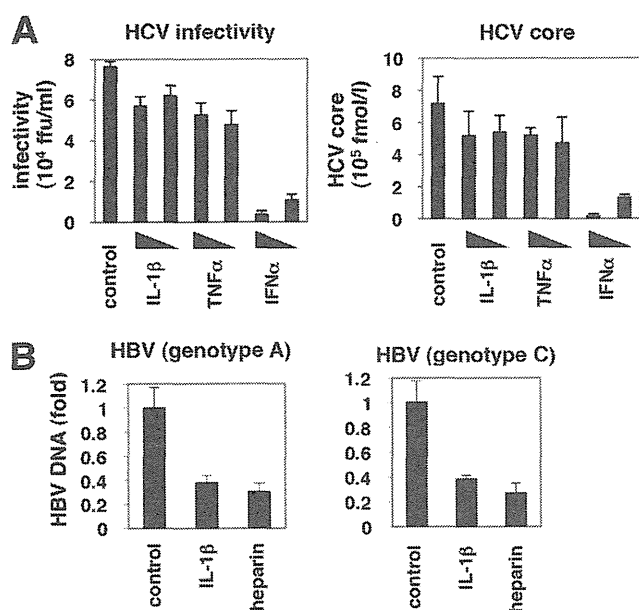 A
HCV infectivity
infectivity
(10⁴ ffu/ml)
8
6
4
2
0
control
IL-1β
TNFα
IFNα
HCV core
HCV core
(10⁵ fmol/l)
10
8
6
4
2
0
control
IL-1β
TNFα
IFNα
B
HBV (genotype A)
HBV DNA (fold)
1.2
1
0.8
0.6
0.4
0.2
0
control
IL-1β
heparin
HBV (genotype C)
1.2
1
0.8
0.6
0.4
0.2
0
control
IL-1β
heparin